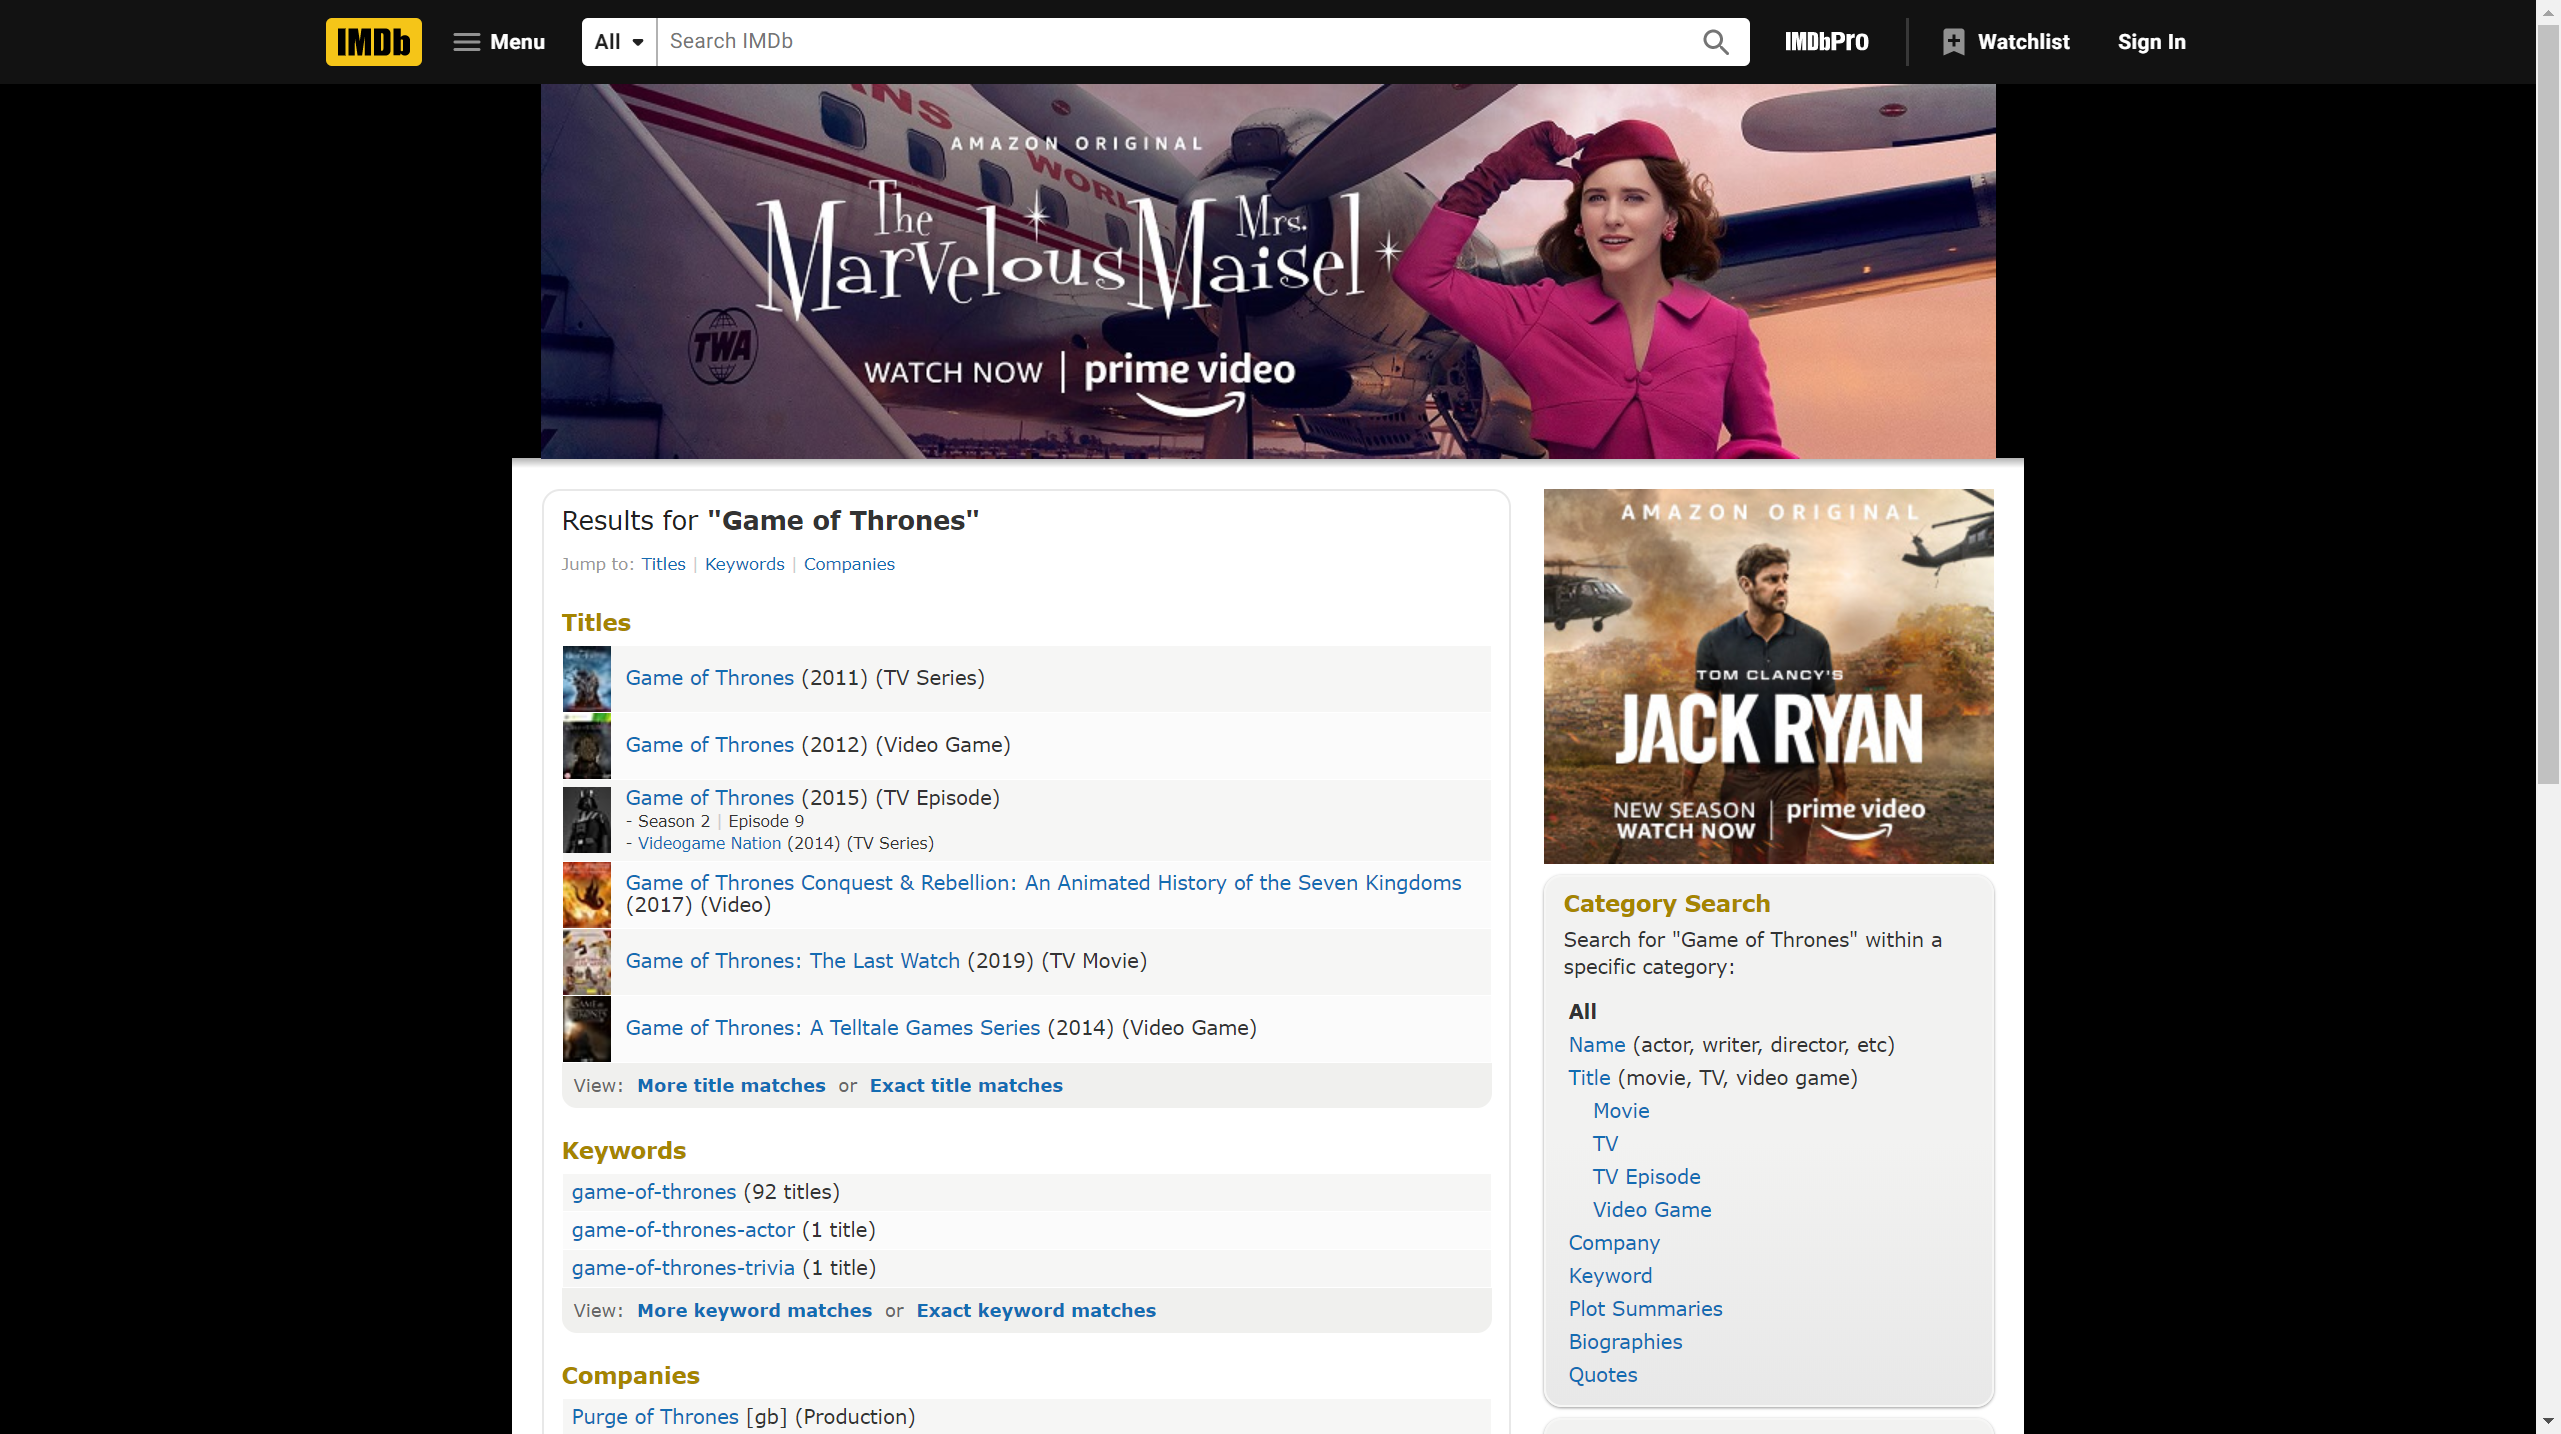 IMDb
Menu
All
Search IMDb
IMDbPro
Watchlist
Sign In
AMAZON ORIGINAL
WORL
The Marvelous Mrs. Maisel
TWA
WATCH NOW | prime video
Results for "Game of Thrones"
Jump to: Titles | Keywords | Companies
Titles
Game of Thrones (2011) (TV Series)
Game of Thrones (2012) (Video Game)
Game of Thrones (2015) (TV Episode)
- Season 2 | Episode 9
- Videogame Nation (2014) (TV Series)
Game of Thrones Conquest & Rebellion: An Animated History of the Seven Kingdoms
(2017) (Video)
Game of Thrones: The Last Watch (2019) (TV Movie)
Game of Thrones: A Telltale Games Series (2014) (Video Game)
View: More title matches or Exact title matches
Keywords
game-of-thrones (92 titles)
game-of-thrones-actor (1 title)
game-of-thrones-trivia (1 title)
View: More keyword matches or Exact keyword matches
Companies
Purge of Thrones [gb] (Production)
AMAZON ORIGINAL
TOM CLANCY'S
JACK RYAN
NEW SEASON
WATCH NOW | prime video
Category Search
Search for "Game of Thrones" within a
specific category:
All
Name (actor, writer, director, etc)
Title (movie, TV, video game)
Movie
TV
TV Episode
Video Game
Company
Keyword
Plot Summaries
Biographies
Quotes